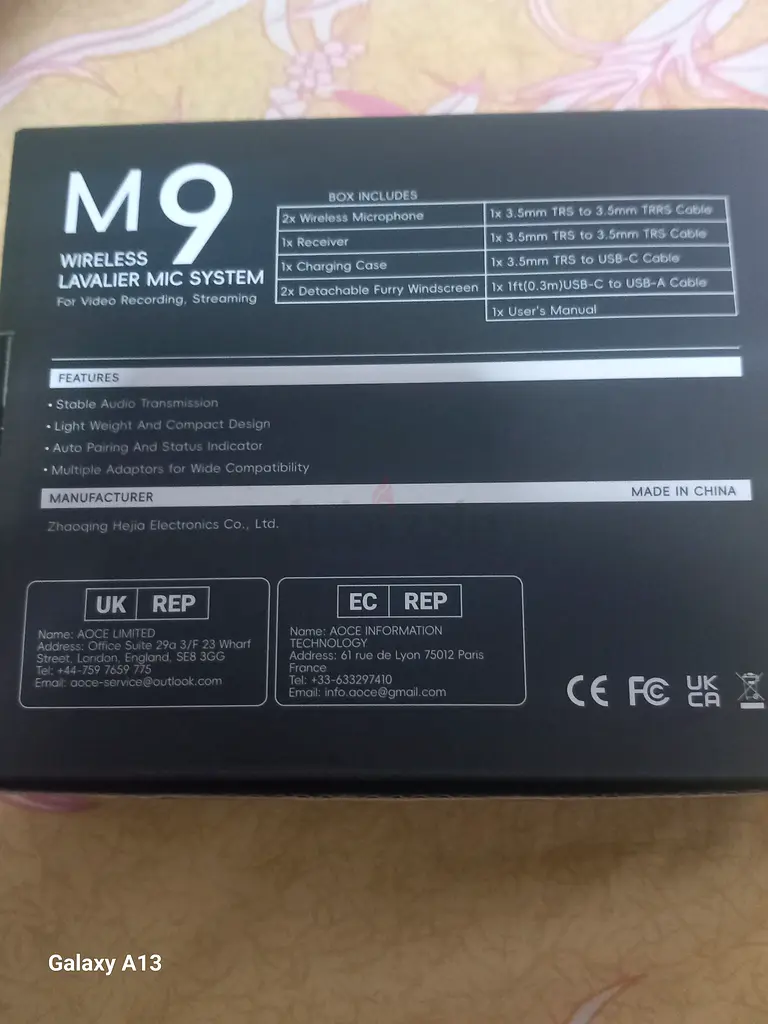 M9
WIRELESS
LAVALIER MIC SYSTEM
For Video Recording, Streaming
BOX INCLUDES
2x Wireless Microphone
1x Receiver
1x Charging Case
2x Detachable Furry Windscreen
1x 3.5mm TRS to 3.5mm TRRS Cable
1x 3.5mm TRS to 3.5mm TRS Cable
1x 3.5mm TRS to USB-C Cable
1x 1ft(0.3m)USB-C to USB-A Cable
1x User's Manual
FEATURES
• Stable Audio Transmission
• Light Weight And Compact Design
• Auto Pairing And Status Indicator
• Multiple Adaptors for Wide Compatibility
MANUFACTURER MADE IN CHINA
Zhaoqing Hejia Electronics Co., Ltd.
UK REP
Name: AOCE LIMITED
Address: Office Suite 29a 3/F 23 Wharf
Street, London, England, SE8 3GG
Tel: +44-759 7659 775
Email: aoce-service@outlook.com
EC REP
Name: AOCE INFORMATION
TECHNOLOGY
Address: 61 rue de Lyon 75012 Paris
France
Tel: +33-633297410
Email: info.aoce@gmail.com
CE FC UK
CA
Galaxy A13